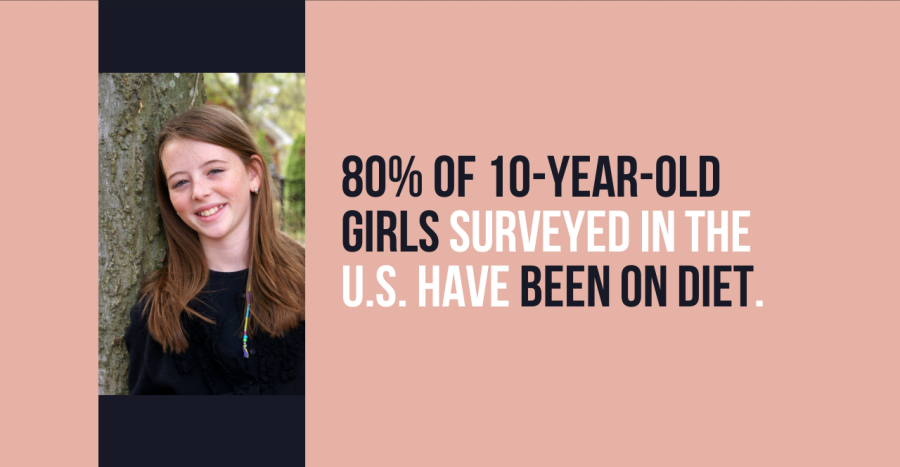 80% OF 10-YEAR-OLD
GIRLS SURVEYED IN THE
U.S. HAVE BEEN ON DIET.